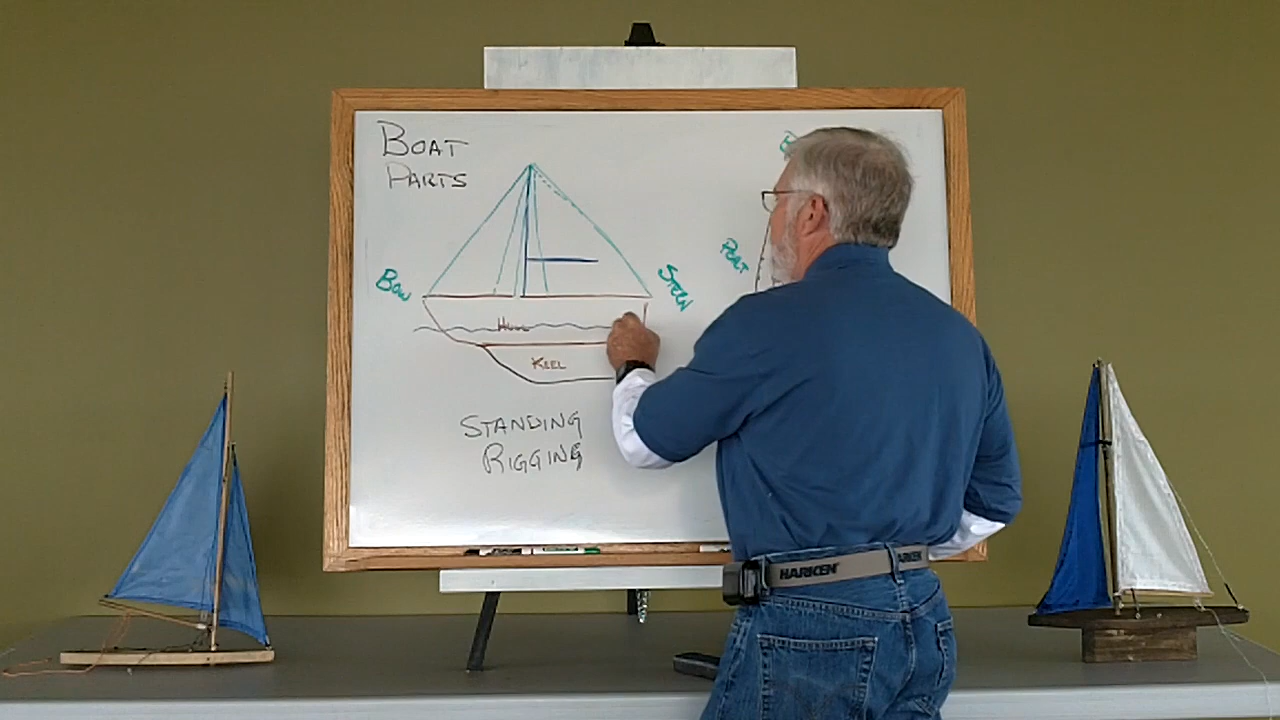 BOAT
PARTS
BOW
STERN
PORT
HULL
KEEL
STANDING
RIGGING
HARKEN